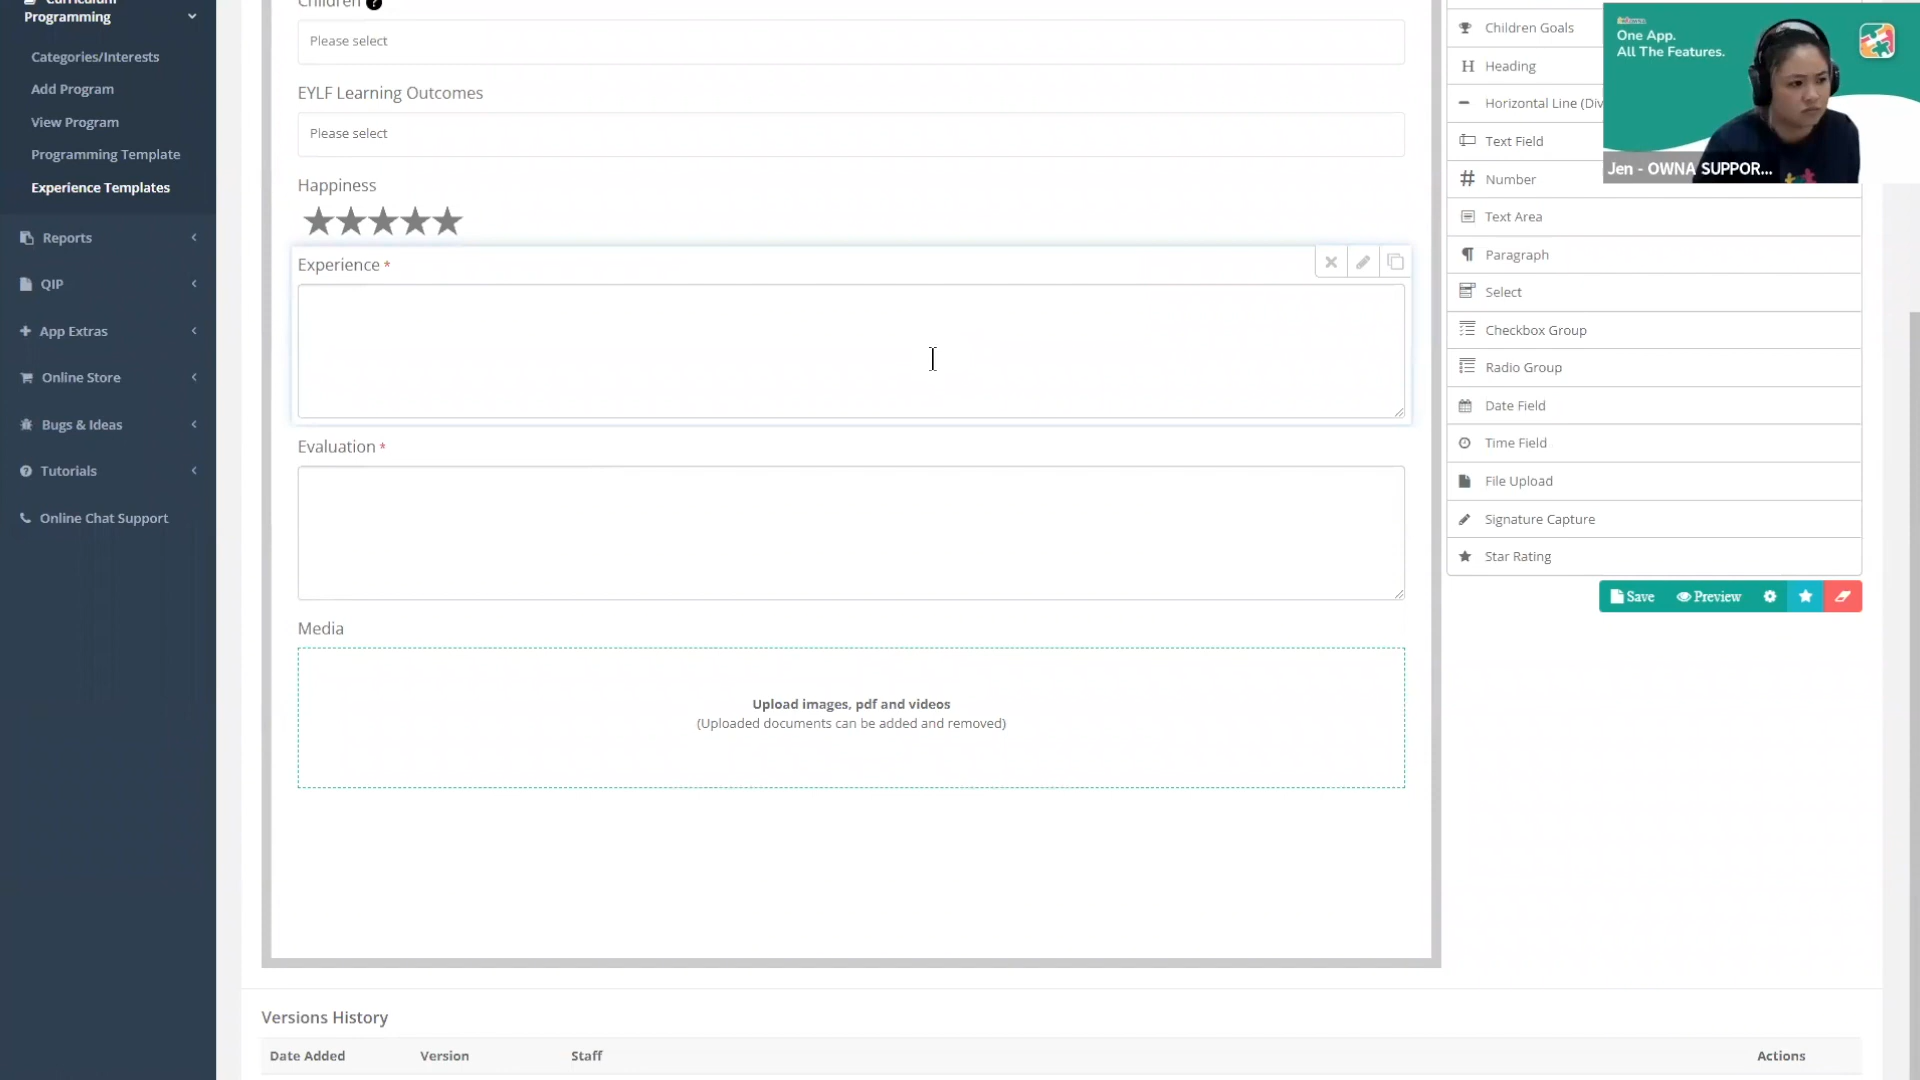 Programming
Categories/Interests
Add Program
View Program
Programming Template
Experience Templates
Reports
QIP
App Extras
Online Store
Bugs & Ideas
Tutorials
Online Chat Support
Children ?
Please select
EYLF Learning Outcomes
Please select
Happiness
Experience *
Evaluation *
Media
Upload images, pdf and videos
(Uploaded documents can be added and removed)
Versions History
Date Added Version Staff Actions
Children Goals
Heading
Horizontal Line (Div
Text Field
Number
Text Area
Paragraph
Select
Checkbox Group
Radio Group
Date Field
Time Field
File Upload
Signature Capture
Star Rating
Save Preview
One App.
All The Features.
Jen - OWNA SUPPOR...